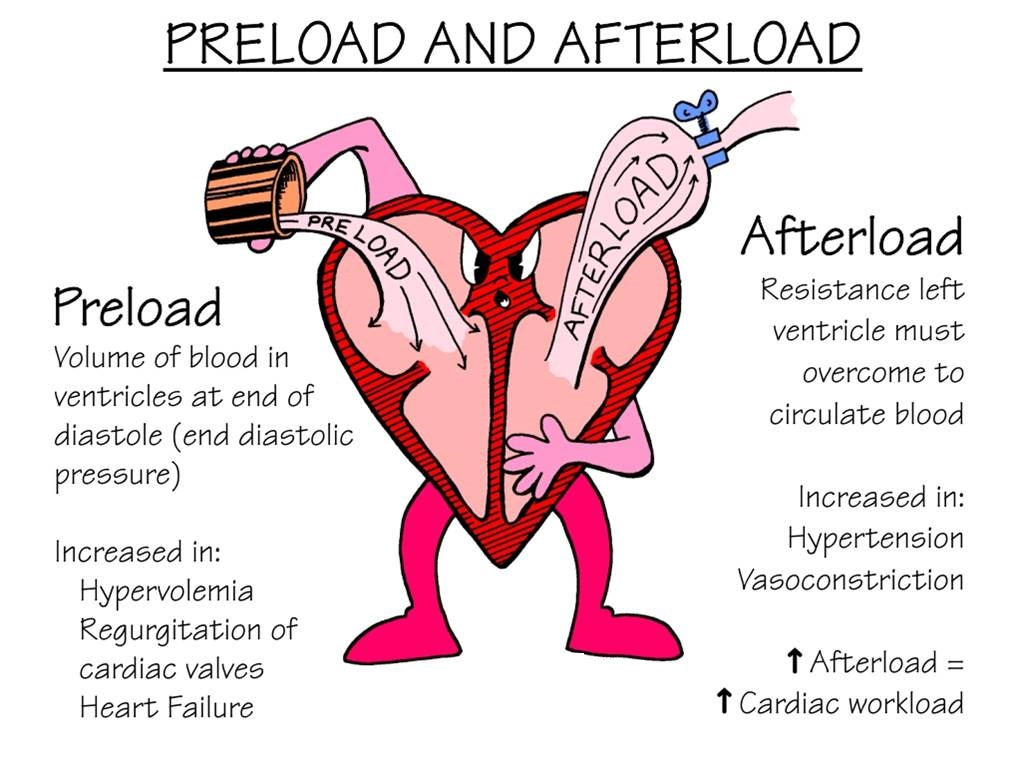 PRELOAD AND AFTERLOAD
PRELOAD
AFTERLOAD
Preload
Volume of blood in
ventricles at end of
diastole (end diastolic
pressure)
Increased in:
Hypervolemia
Regurgitation of
cardiac valves
Heart Failure
Afterload
Resistance left
ventricle must
overcome to
circulate blood
Increased in:
Hypertension
Vasoconstriction
↑ Afterload =
↑ Cardiac workload